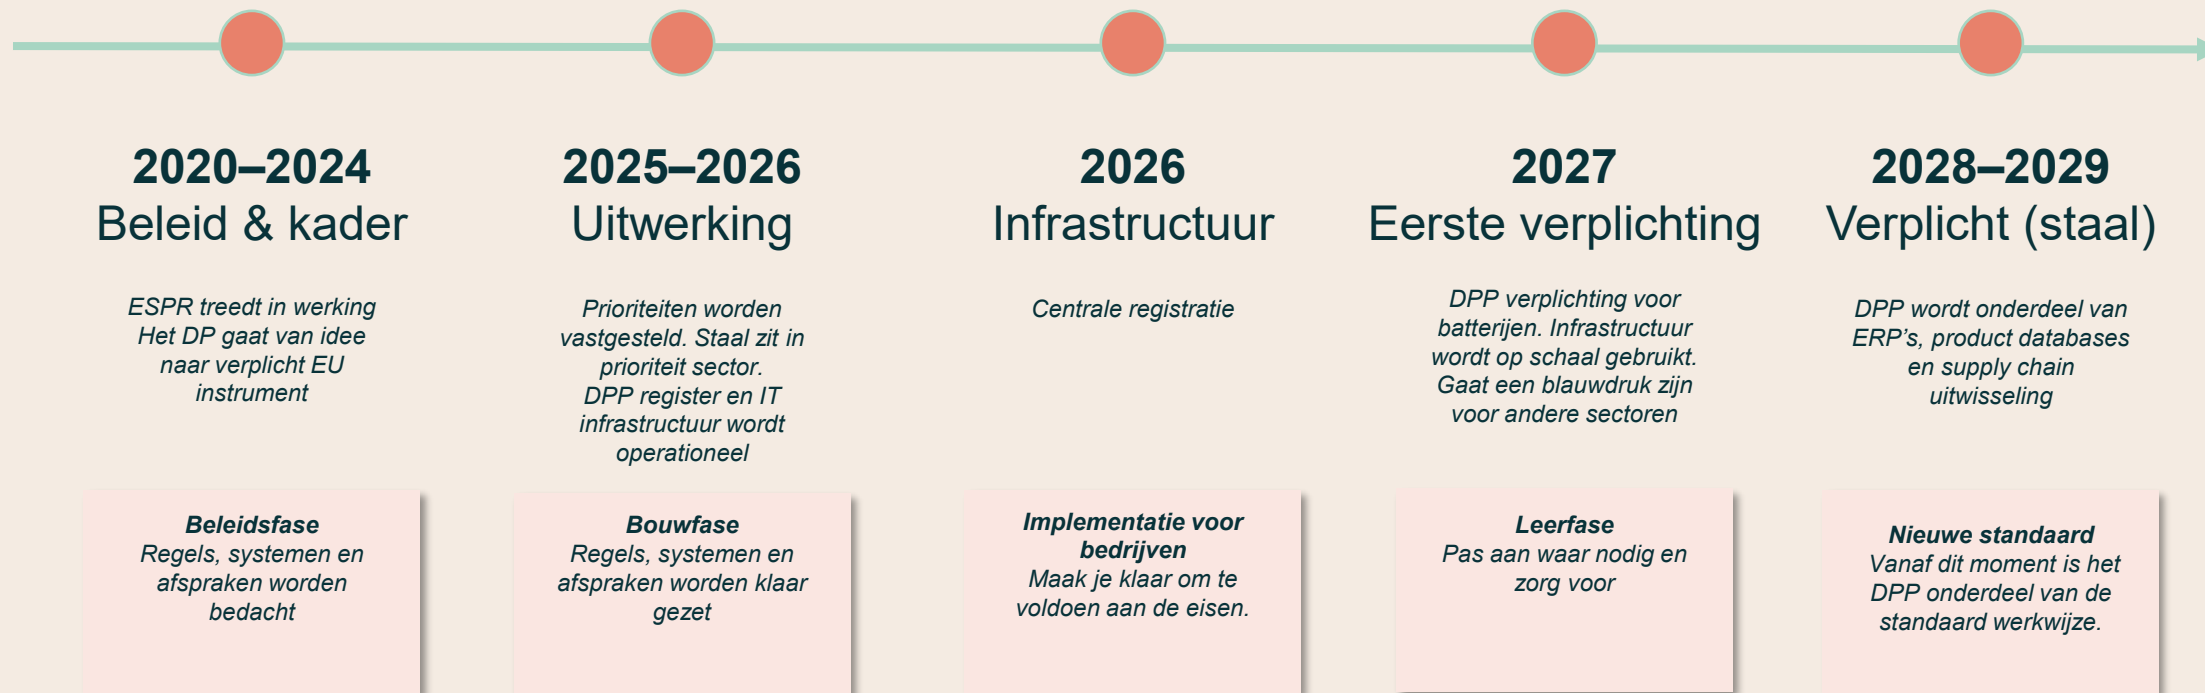 2020–2024
Beleid & kader
ESPR treedt in werking
Het DP gaat van idee
naar verplicht EU
instrument
Beleidsfase
Regels, systemen en
afspraken worden
bedacht
2025–2026
Uitwerking
Prioriteiten worden
vastgesteld. Staal zit in
prioriteit sector.
DPP register en IT
infrastructuur wordt
operationeel
Bouwfase
Regels, systemen en
afspraken worden klaar
gezet
2026
Infrastructuur
Centrale registratie
Implementatie voor
bedrijven
Maak je klaar om te
voldoen aan de eisen.
2027
Eerste verplichting
DPP verplichting voor
batterijen. Infrastructuur
wordt op schaal gebruikt.
Gaat een blauwdruk zijn
voor andere sectoren
Leerfase
Pas aan waar nodig en
zorg voor
2028–2029
Verplicht (staal)
DPP wordt onderdeel van
ERP’s, product databases
en supply chain
uitwisseling
Nieuwe standaard
Vanaf dit moment is het
DPP onderdeel van de
standaard werkwijze.